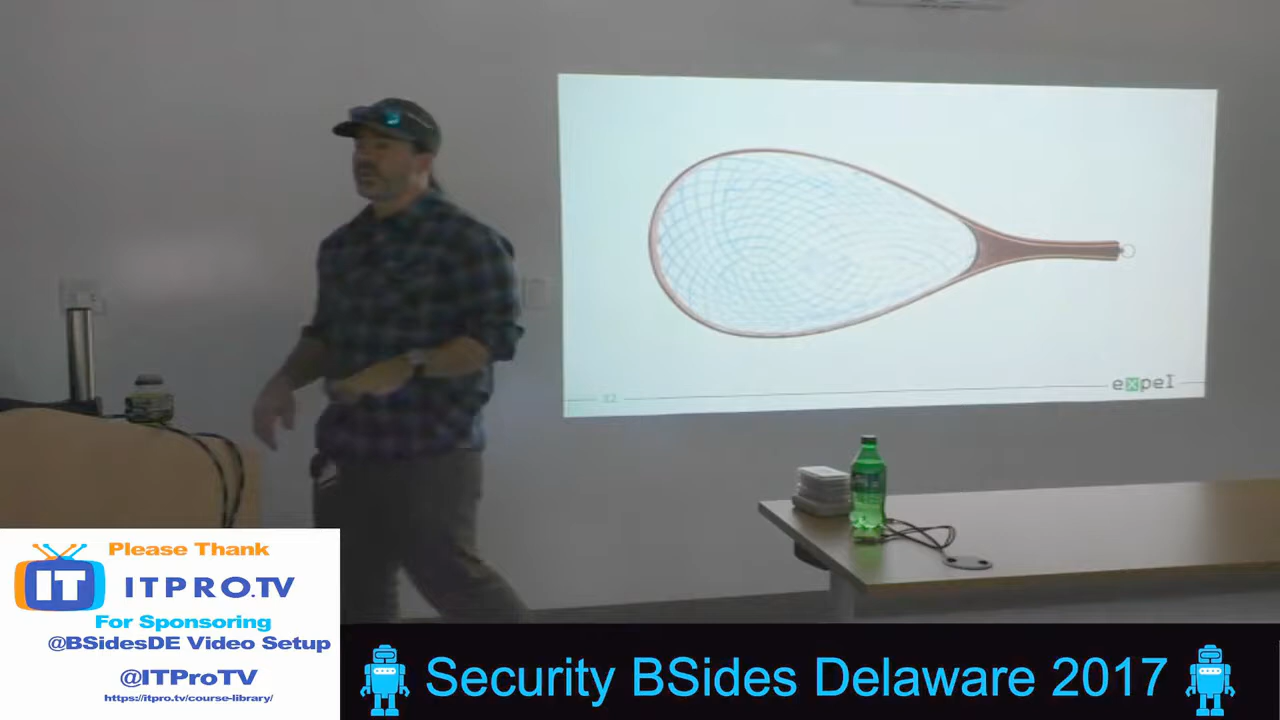 expel
Please Thank
IT
ITPRO.TV
For Sponsoring
@BSidesDE Video Setup
@ITProTV
https://itpro.tv/course-library/
Security BSides Delaware 2017